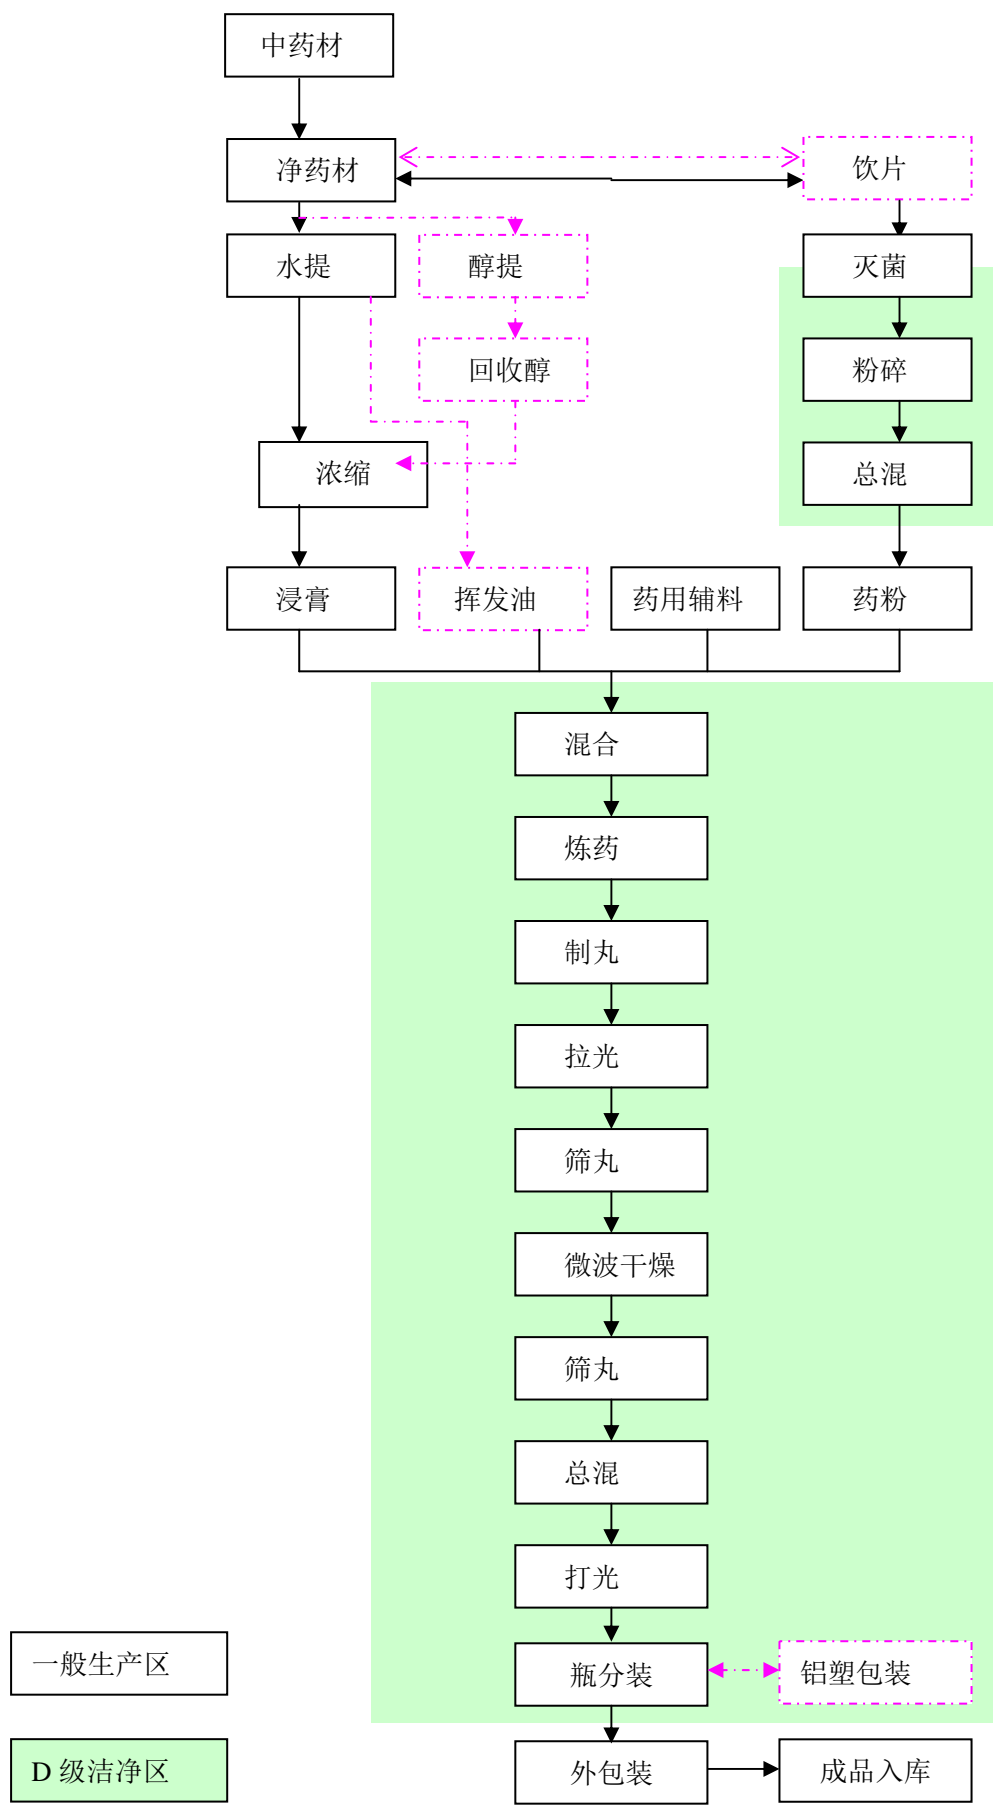 中药材
净药材
饮片
水提
醇提
灭菌
回收醇
粉碎
浓缩
总混
浸膏
挥发油
药用辅料
药粉
混合
炼药
制丸
拉光
筛丸
微波干燥
筛丸
总混
打光
一般生产区
瓶分装
铝塑包装
D 级洁净区
外包装
成品入库